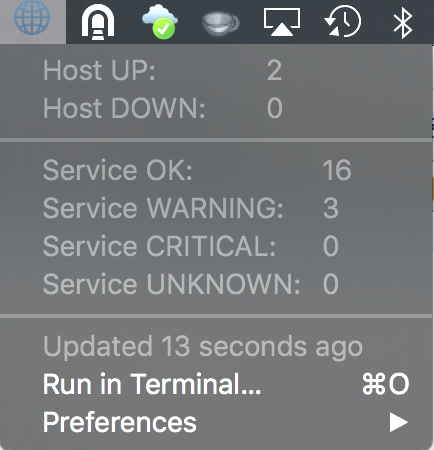 Host UP: 2
Host DOWN: 0
Service OK: 16
Service WARNING: 3
Service CRITICAL: 0
Service UNKNOWN: 0
Updated 13 seconds ago
Run in Terminal... ⌘O
Preferences ▶